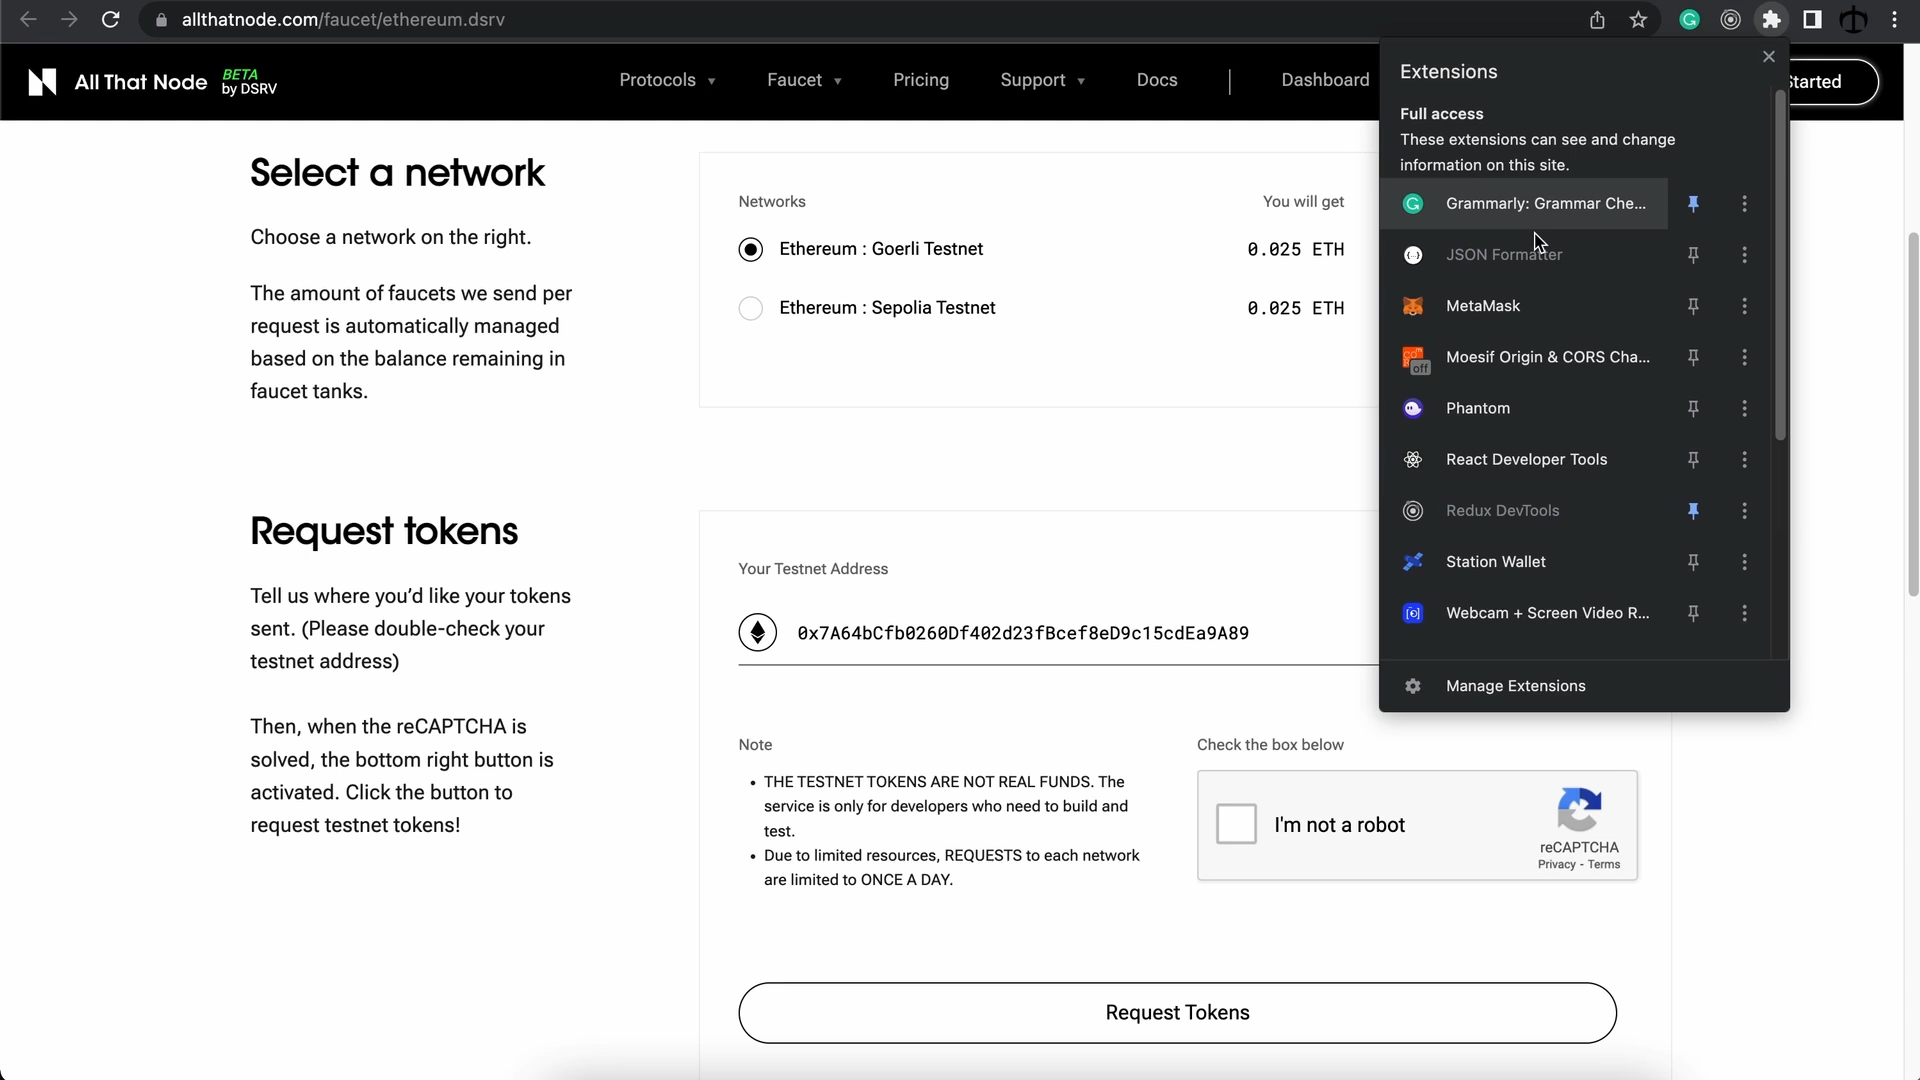 allthatnode.com/faucet/ethereum.dsrv
All That Node
BETA
by DSRV
Protocols
Faucet
Pricing
Support
Docs
Dashboard
Started
Select a network
Choose a network on the right.
The amount of faucets we send per
request is automatically managed
based on the balance remaining in
faucet tanks.
Networks
You will get
Ethereum : Goerli Testnet
0.025 ETH
Ethereum : Sepolia Testnet
0.025 ETH
Request tokens
Tell us where you’d like your tokens
sent. (Please double-check your
testnet address)
Then, when the reCAPTCHA is
solved, the bottom right button is
activated. Click the button to
request testnet tokens!
Your Testnet Address
0x7A64bCfb0260Df402d23fBcef8eD9c15cdEa9A89
Note
• THE TESTNET TOKENS ARE NOT REAL FUNDS. The
service is only for developers who need to build and
test.
• Due to limited resources, REQUESTS to each network
are limited to ONCE A DAY.
Check the box below
I'm not a robot
reCAPTCHA
Privacy - Terms
Request Tokens
Extensions
Full access
These extensions can see and change
information on this site.
Grammarly: Grammar Che...
JSON Formatter
MetaMask
Moesif Origin & CORS Cha...
off
Phantom
React Developer Tools
Redux DevTools
Station Wallet
Webcam + Screen Video R...
Manage Extensions